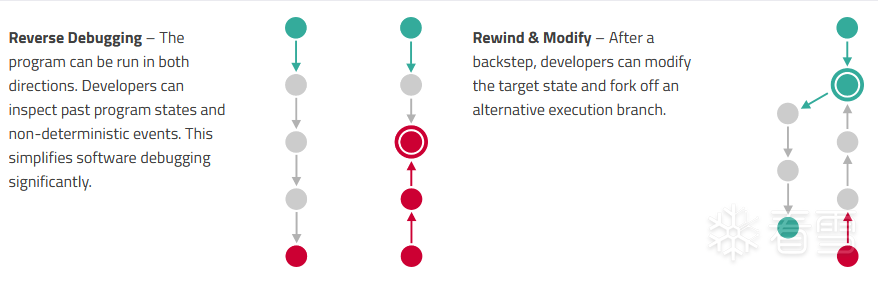 Reverse Debugging – The
program can be run in both
directions. Developers can
inspect past program states and
non-deterministic events. This
simplifies software debugging
significantly.
Rewind & Modify – After a
backstep, developers can modify
the target state and fork off an
alternative execution branch.
看雪